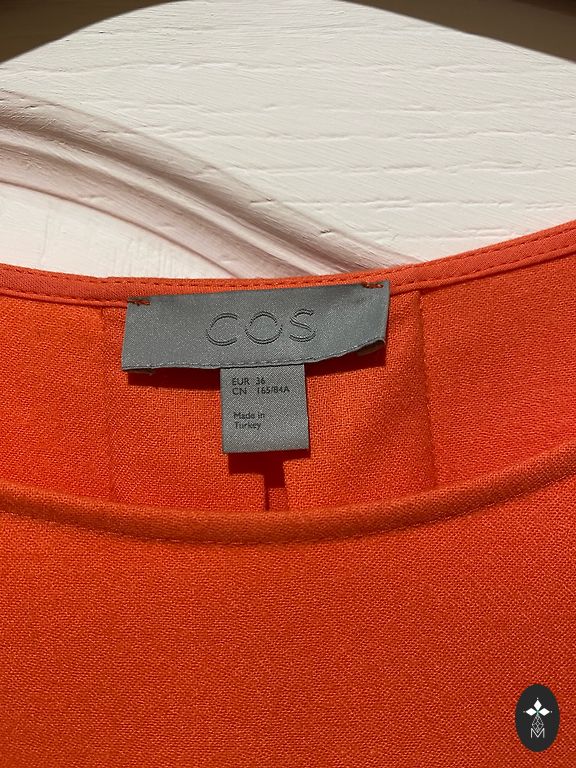 COS
EUR 36
CN 165/84A
Made in
Turkey
M